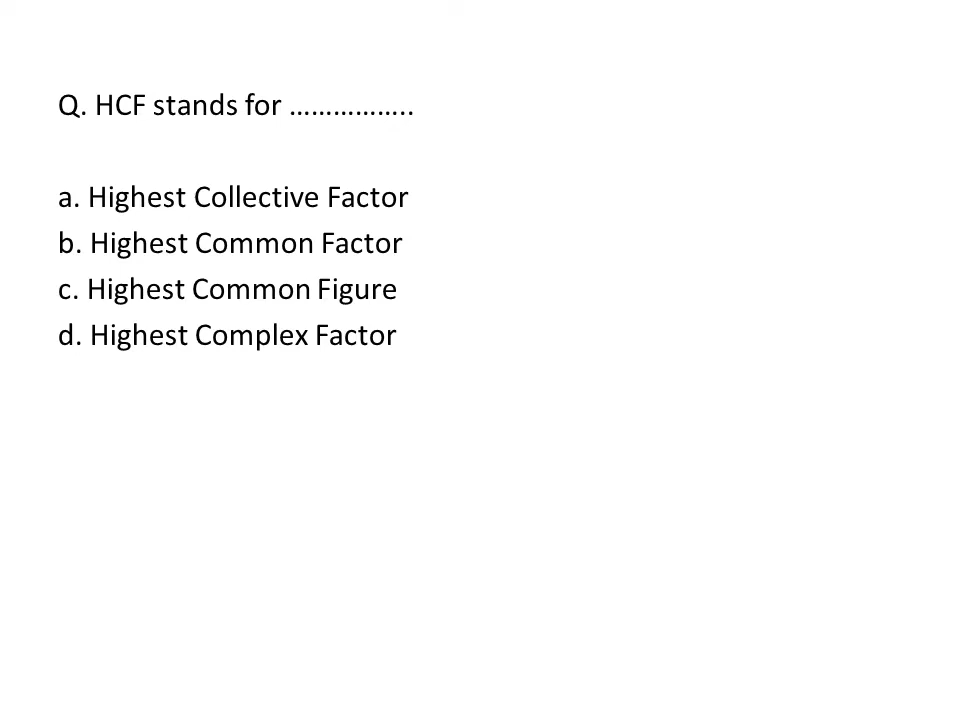 Q. HCF stands for ……………..
a. Highest Collective Factor
b. Highest Common Factor
c. Highest Common Figure
d. Highest Complex Factor